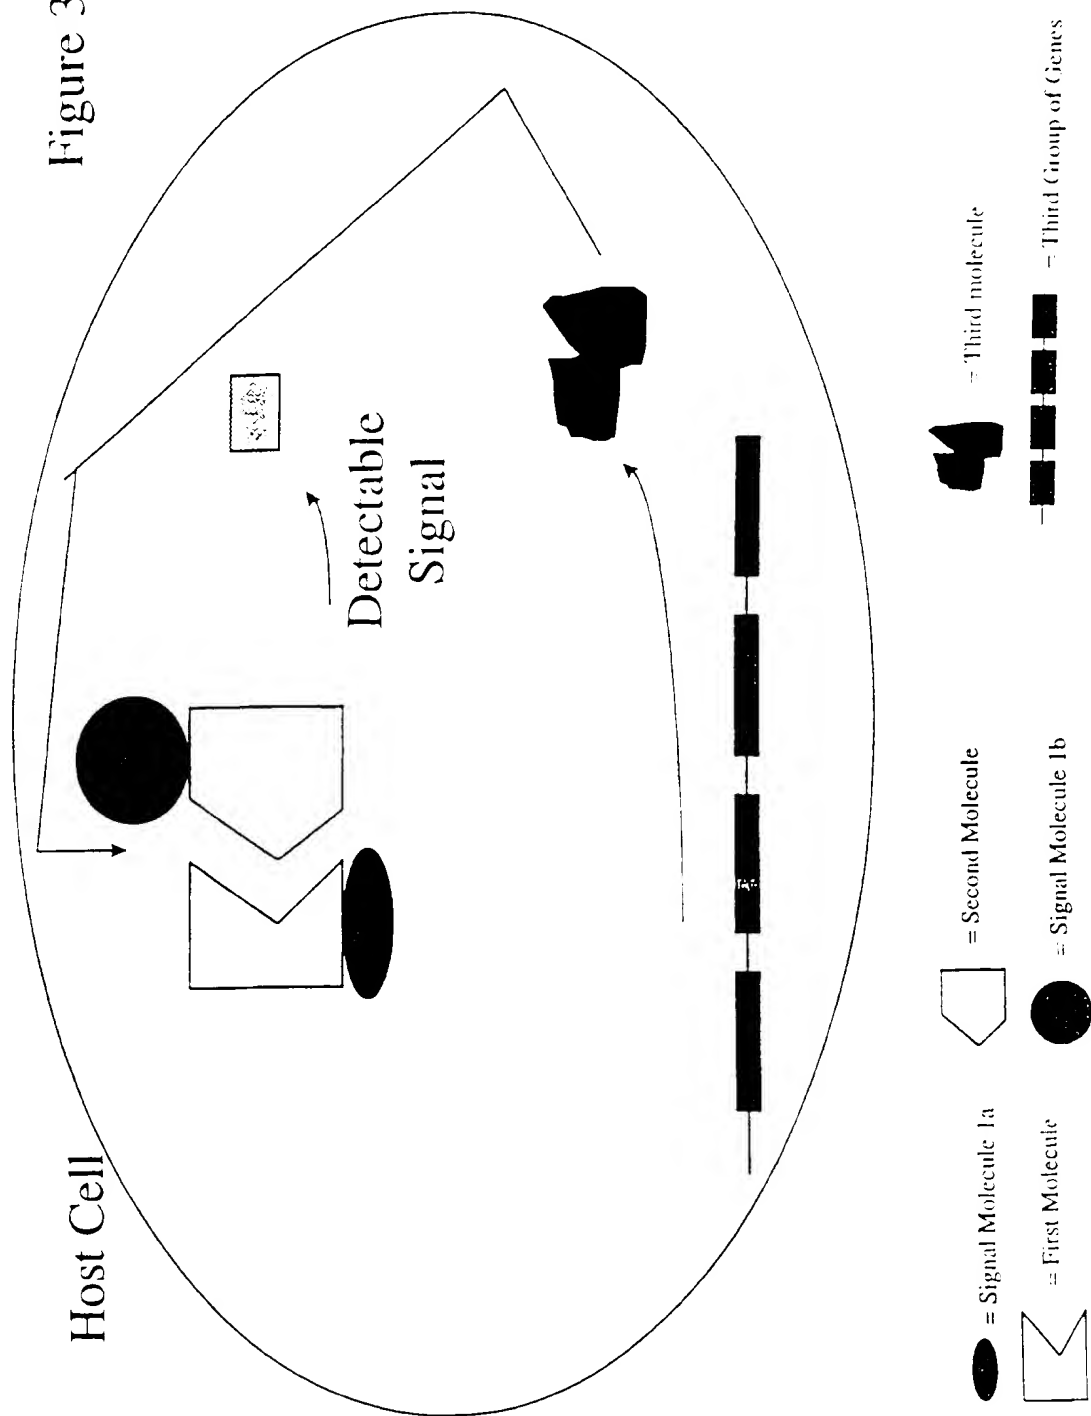 Figure 3
Host Cell
Detectable
Signal
= Signal Molecule 1a
= Second Molecule
= Third molecule
= First Molecule
= Signal Molecule 1b
= Third Group of Genes